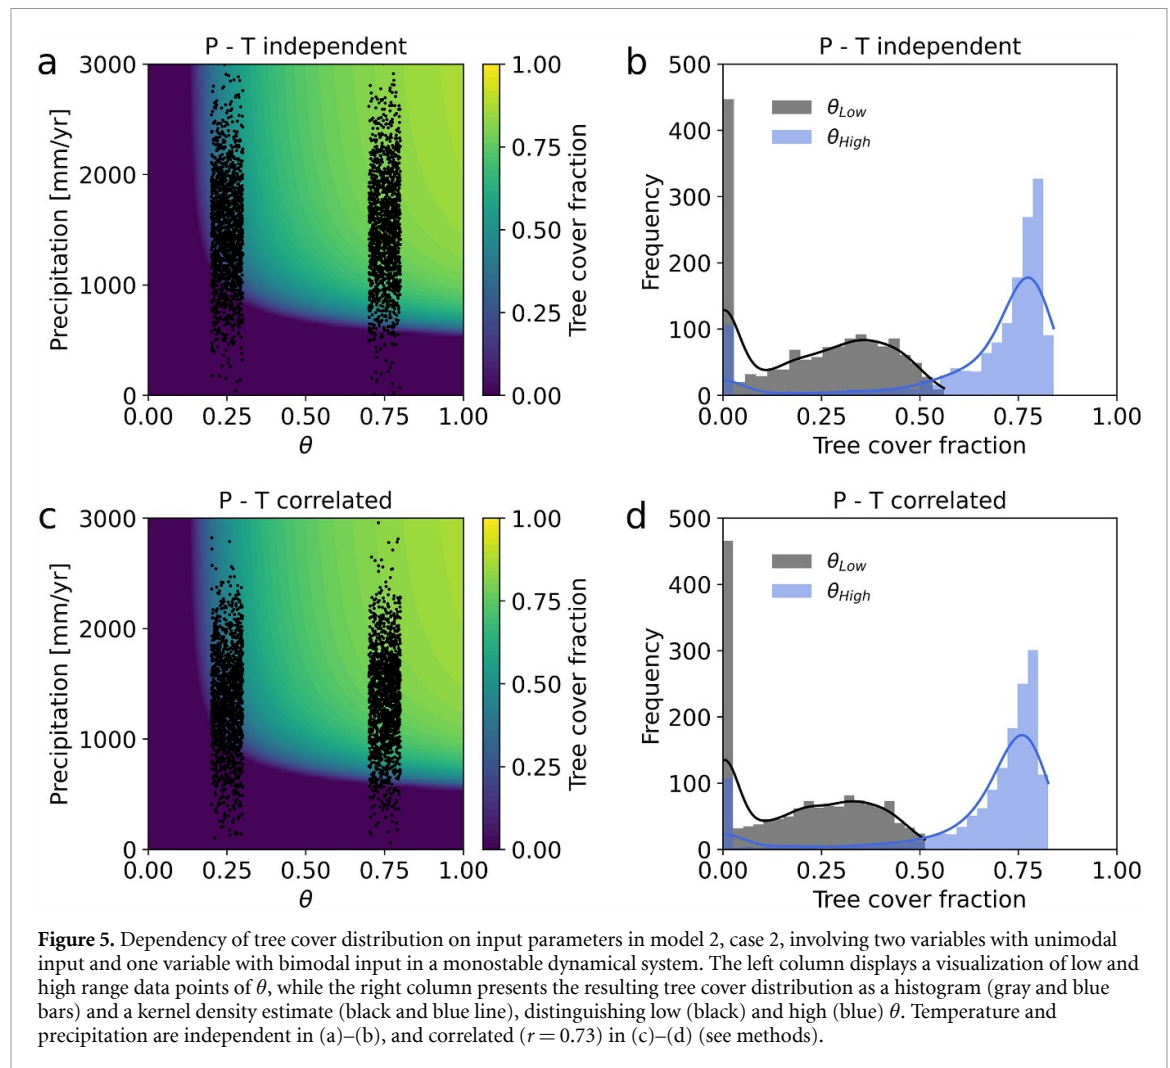 a
P - T independent
3000
2000
1000
0
Precipitation [mm/yr]
0.00 0.25 0.50 0.75 1.00
θ
1.00
0.75
0.50
0.25
0.00
Tree cover fraction
b
P - T independent
500
400
300
200
100
0
Frequency
θLow
θHigh
0.00 0.25 0.50 0.75 1.00
Tree cover fraction
c
P - T correlated
3000
2000
1000
0
Precipitation [mm/yr]
0.00 0.25 0.50 0.75 1.00
θ
1.00
0.75
0.50
0.25
0.00
Tree cover fraction
d
P - T correlated
500
400
300
200
100
0
Frequency
θLow
θHigh
0.00 0.25 0.50 0.75 1.00
Tree cover fraction
Figure 5. Dependency of tree cover distribution on input parameters in model 2, case 2, involving two variables with unimodal
input and one variable with bimodal input in a monostable dynamical system. The left column displays a visualization of low and
high range data points of θ, while the right column presents the resulting tree cover distribution as a histogram (gray and blue
bars) and a kernel density estimate (black and blue line), distinguishing low (black) and high (blue) θ. Temperature and
precipitation are independent in (a)–(b), and correlated (r = 0.73) in (c)–(d) (see methods).